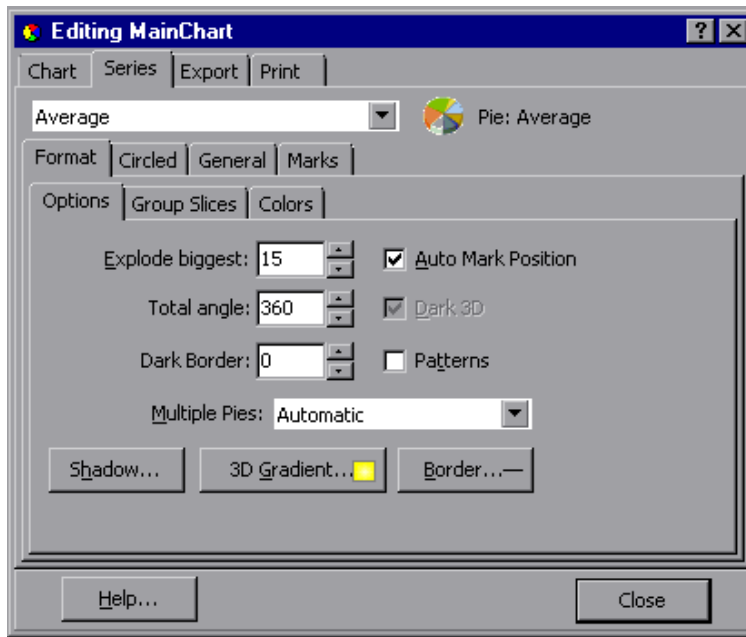 Editing MainChart
Chart Series Export Print
Average Pie: Average
Format Circled General Marks
Options Group Slices Colors
Explode biggest: 15 Auto Mark Position
Total angle: 360 Dark 3D
Dark Border: 0 Patterns
Multiple Pies: Automatic
Shadow... 3D Gradient... Border...
Help... Close